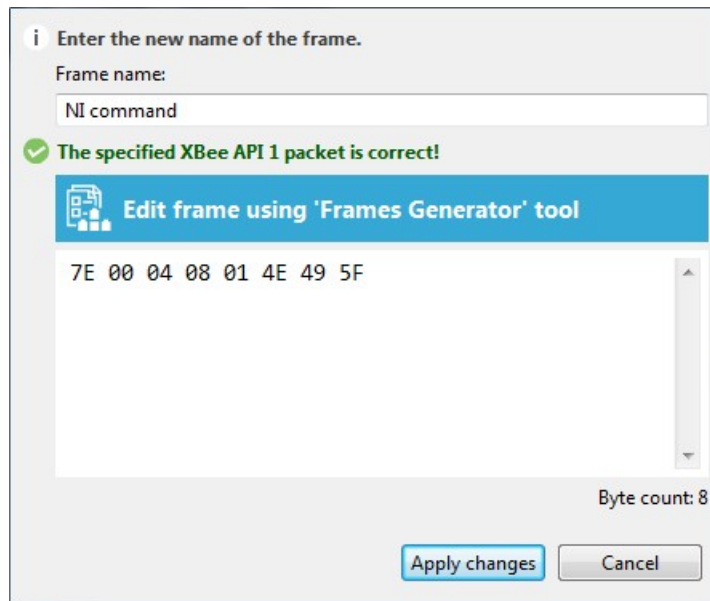 i Enter the new name of the frame.
Frame name:
NI command
The specified XBee API 1 packet is correct!
Edit frame using 'Frames Generator' tool
7E 00 04 08 01 4E 49 5F
Byte count: 8
Apply changes Cancel